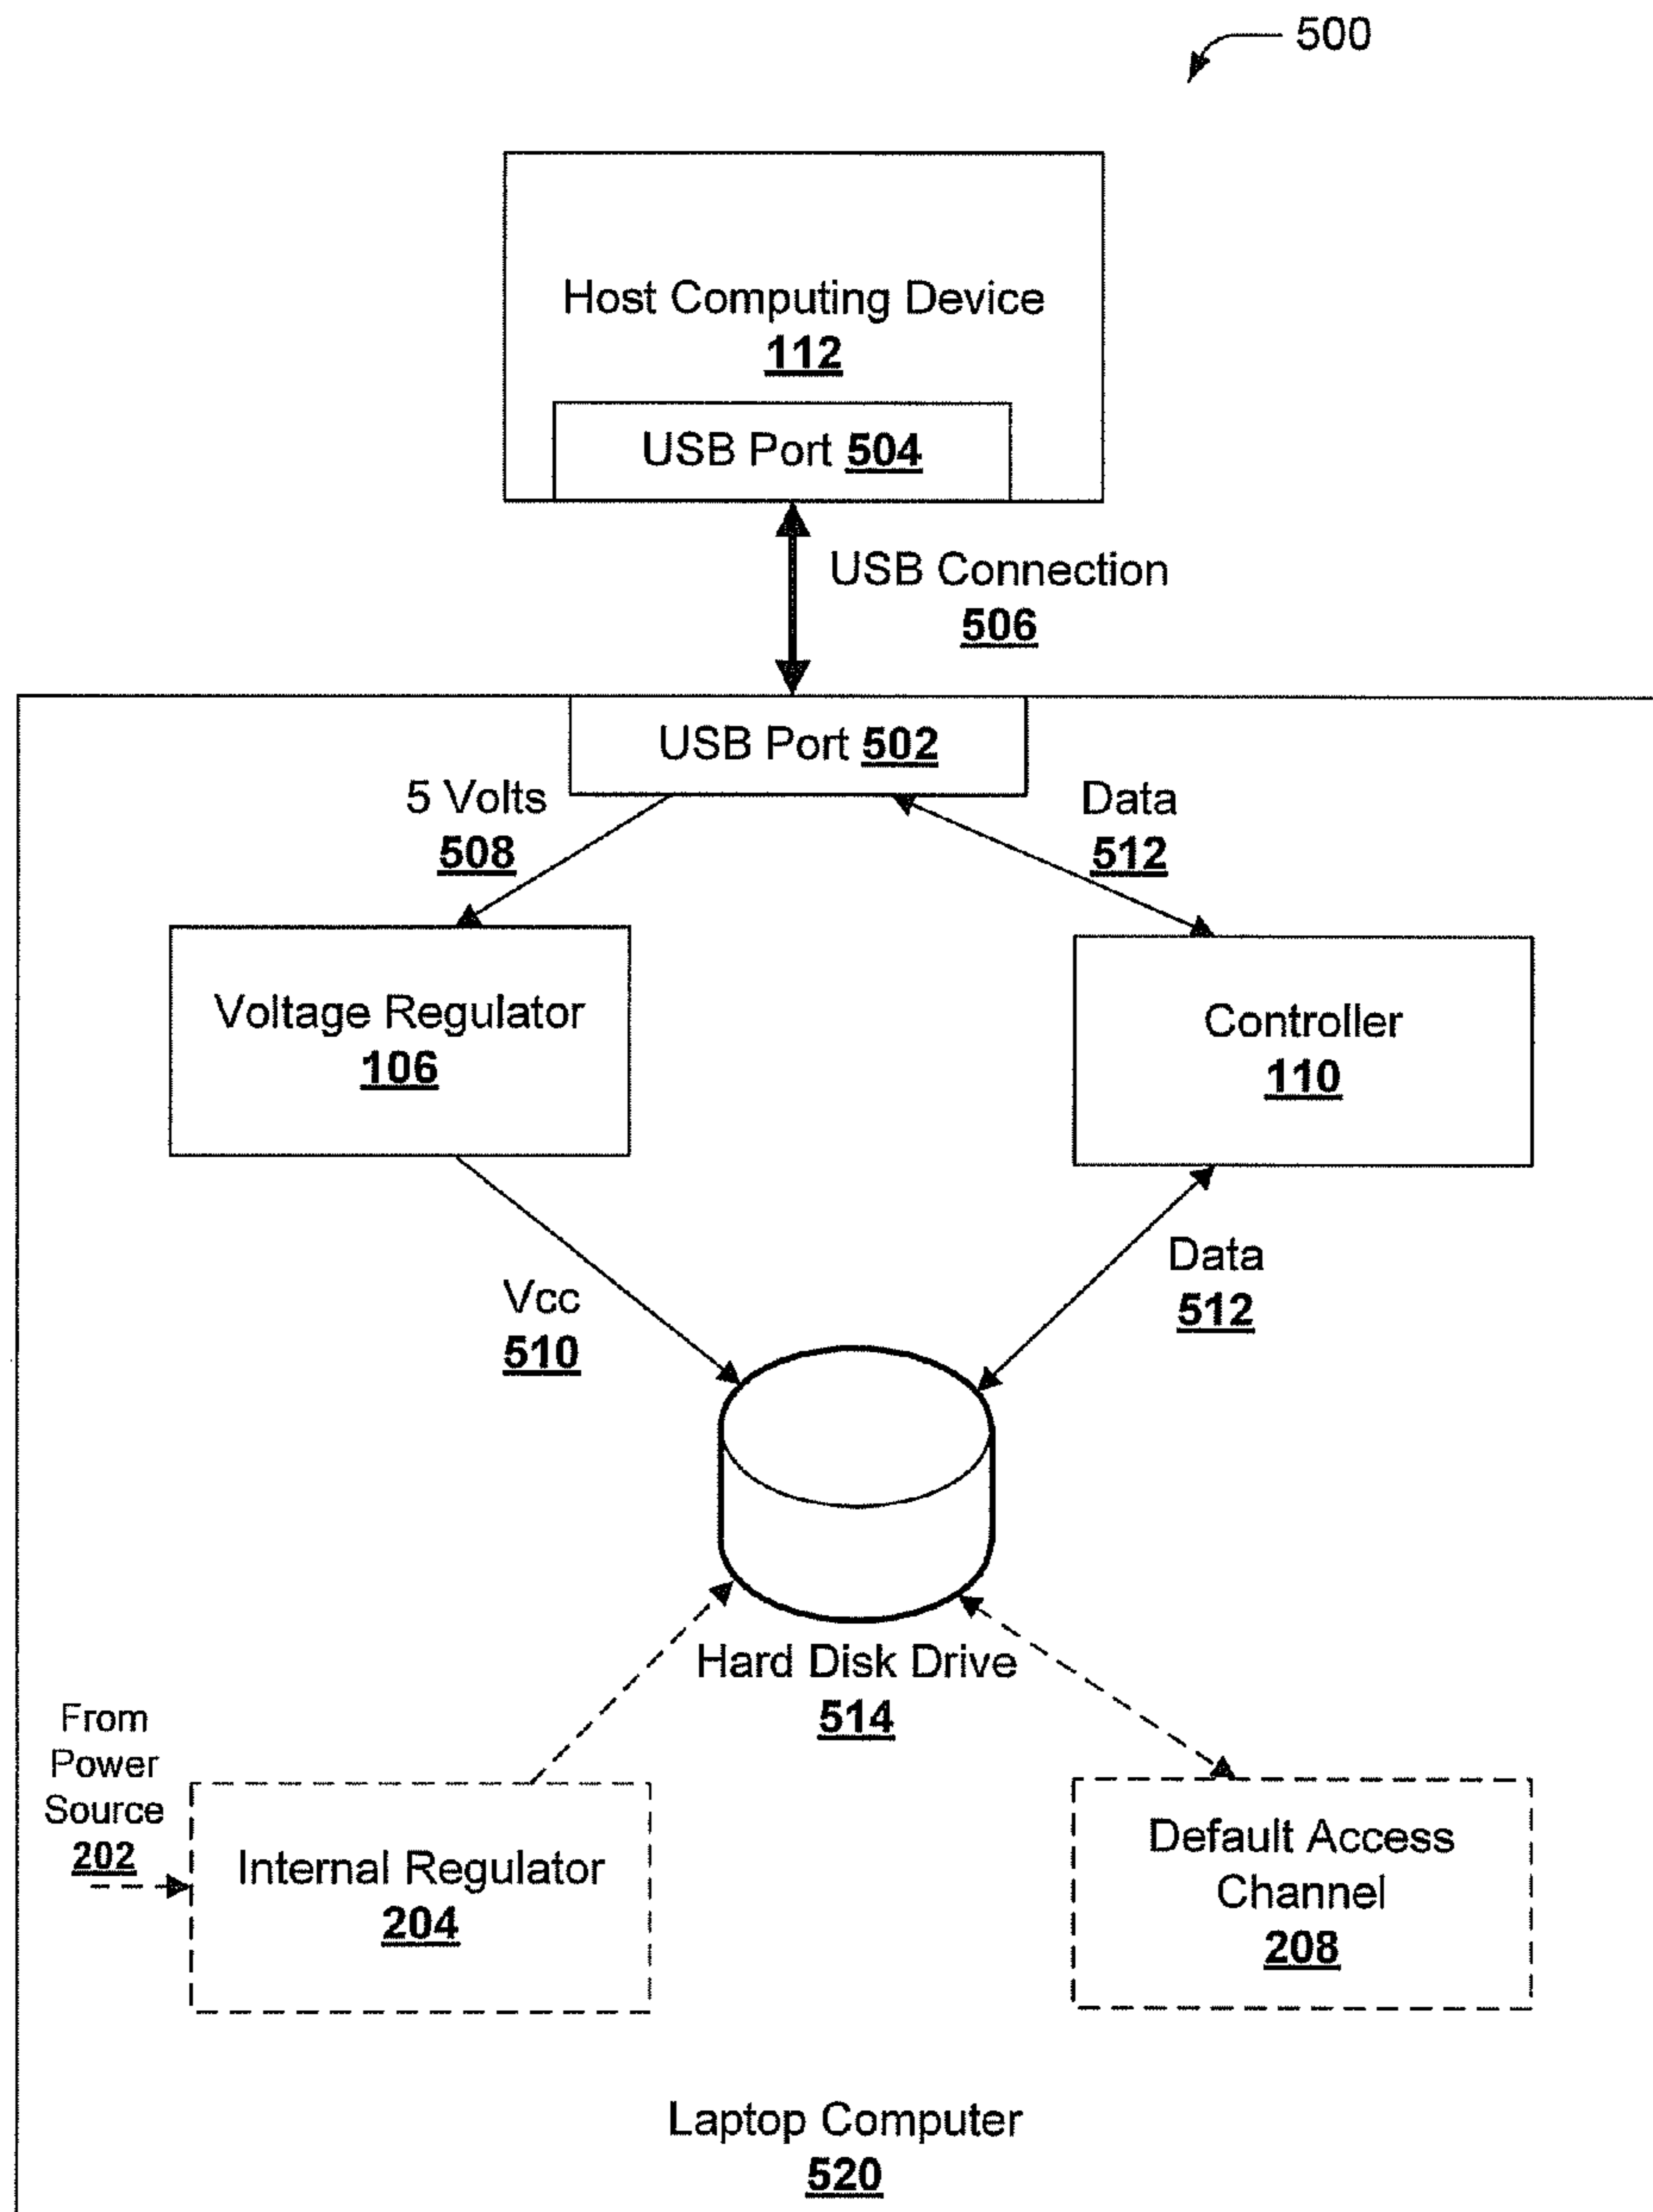 500
Host Computing Device
112
USB Port 504
USB Connection
506
USB Port 502
5 Volts
508
Data
512
Voltage Regulator
106
Controller
110
Vcc
510
Data
512
Hard Disk Drive
514
From
Power
Source
202
Internal Regulator
204
Default Access
Channel
208
Laptop Computer
520